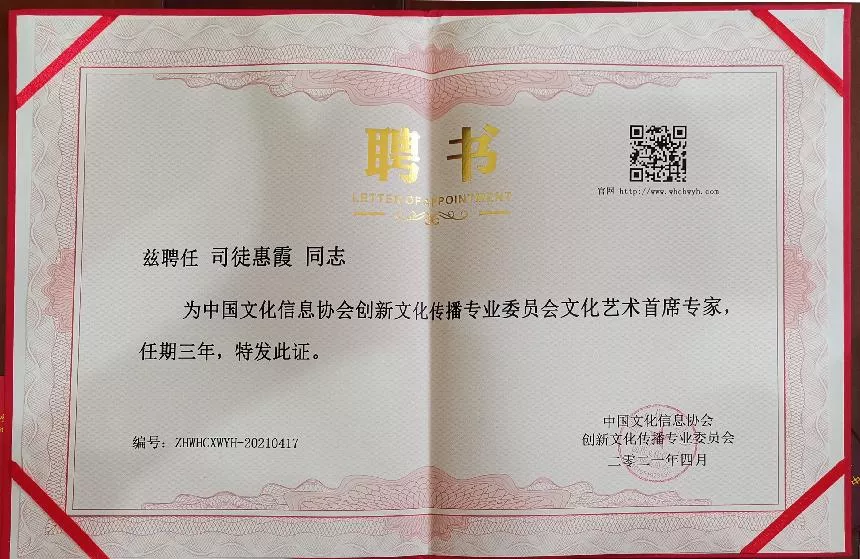 聘书
LETTER OF APPOINTMENT
官网 http://www.whchwyh.com
兹聘任 司徒惠霞 同志
为中国文化信息协会创新文化传播专业委员会文化艺术首席专家，
任期三年，特发此证。
编号：ZHWHCXWYH-20210417
中国文化信息协会
创新文化传播专业委员会
二零二一年四月